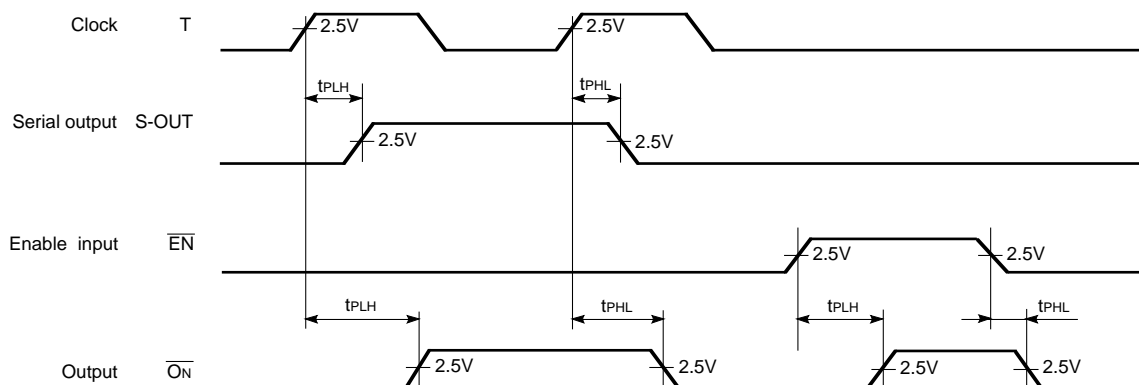 Clock T 2.5V 2.5V
tPLH tPHL
Serial output S-OUT 2.5V 2.5V
Enable input EN 2.5V 2.5V
tPLH tPHL tPLH tPHL
Output ON 2.5V 2.5V 2.5V 2.5V